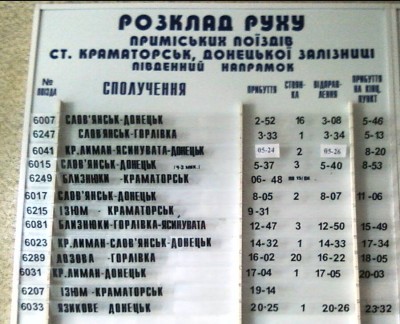 РОЗКЛАД РУХУ
ПРИМІСЬКИХ ПОЇЗДІВ
СТ. КРАМАТОРСЬК, ДОНЕЦЬКОЇ ЗАЛІЗНИЦІ
ПІВДЕННИЙ НАПРЯМОК
№ ПОЇЗДА СПОЛУЧЕННЯ ПРИБУТТЯ СТОЯНКА ВІДПРАВЛЕННЯ ПРИБУТТЯ НА КІНЦ. ПУНКТ
6007 СЛОВ'ЯНСЬК-ДОНЕЦЬК 2-52 16 3-08 5-46
6247 СЛОВ'ЯНСЬК-ГОРЛІВКА 3-33 1 3-34 5-13
6041 КР.ЛИМАН-ЯСИНУВАТА-ДОНЕЦЬК 05-24 2 05-26 8-20
6015 СЛОВ'ЯНСЬК-ДОНЕЦЬК 5-37 3 5-40 8-53
6249 БЛИЗНЮКИ-КРАМАТОРСЬК 06-48
6017 СЛОВ'ЯНСЬК-ДОНЕЦЬК 8-05 2 8-07 11-06
6215 ІЗЮМ - КРАМАТОРСЬК 9-31
6081 БЛИЗНЮКИ-ГОРЛІВКА-ЯСИНУВАТА 12-47 3 12-50 15-49
6023 КР.ЛИМАН-СЛОВ'ЯНСЬК-ДОНЕЦЬК 14-32 1 14-33 17-34
6289 ЛОЗОВА - ГОРЛІВКА 16-02 20 16-22 18-05
6031 КР.ЛИМАН-ДОНЕЦЬК 17-04 1 17-05 20-03
6207 ІЗЮМ-КРАМАТОРСЬК 19-14
6033 ЯЗИКОВЕ - ДОНЕЦЬК 20-25 1 20-26 23-32